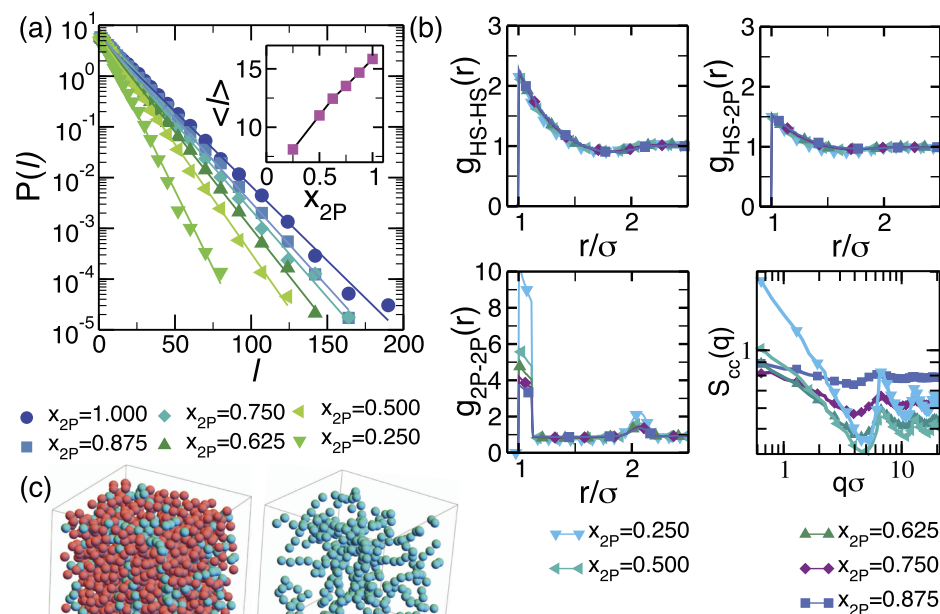 (a)
P(l)
10¹
10⁰
10⁻¹
10⁻²
10⁻³
10⁻⁴
10⁻⁵
0 50 100 150 200
l
<l>
15
10
0 0.5 1
x2P
x2P=1.000 x2P=0.750 x2P=0.500
x2P=0.875 x2P=0.625 x2P=0.250
(b)
gHS-HS(r)
3
2
1
0
1 2
r/σ
gHS-2P(r)
3
2
1
0
1 2
r/σ
g2P-2P(r)
10
8
6
4
2
0
1 2
r/σ
Scc(q)
1
1 10
qσ
x2P=0.250 x2P=0.625
x2P=0.500 x2P=0.750
x2P=0.875
(c)